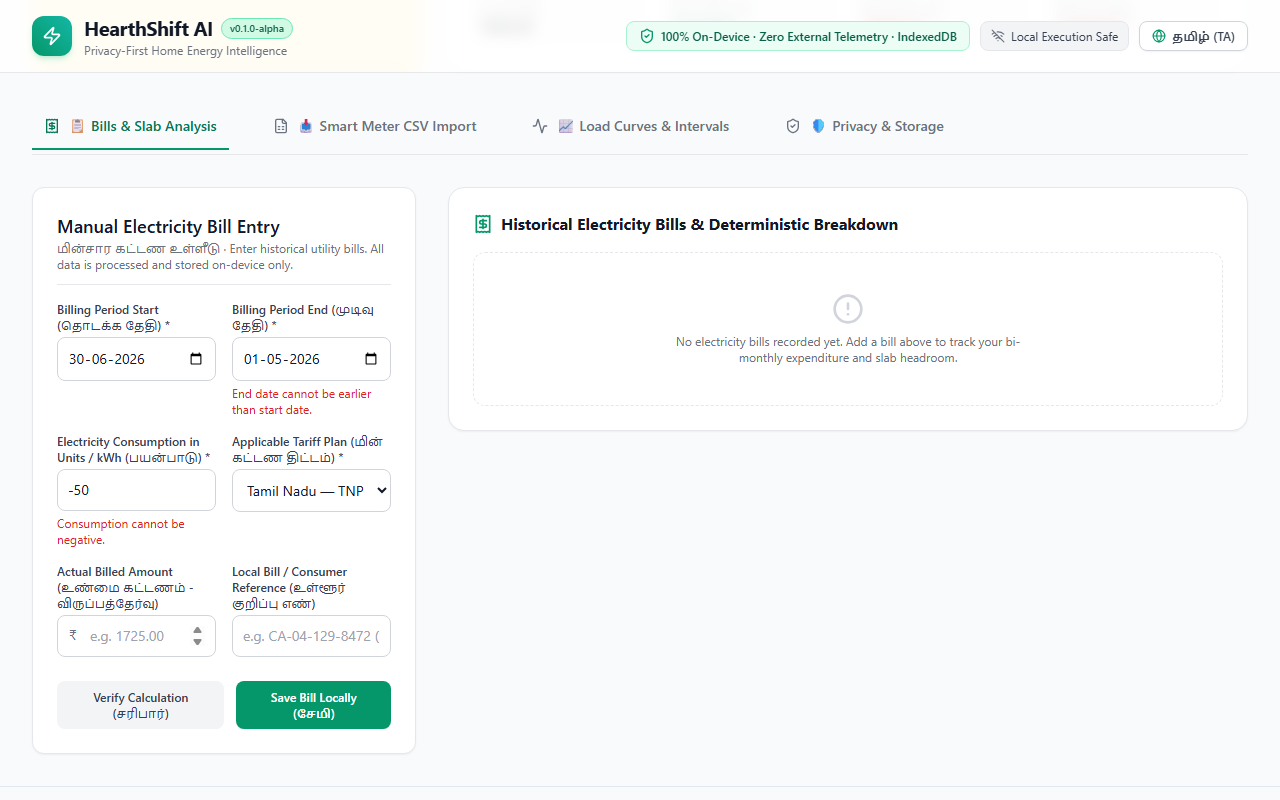 HearthShift AI v0.1.0-alpha
Privacy-First Home Energy Intelligence
100% On-Device · Zero External Telemetry · IndexedDB
Local Execution Safe
தமிழ் (TA)
Bills & Slab Analysis
Smart Meter CSV Import
Load Curves & Intervals
Privacy & Storage
Manual Electricity Bill Entry
மின்சார கட்டண உள்ளீடு · Enter historical utility bills. All
data is processed and stored on-device only.
Billing Period Start
(தொடக்க தேதி) *
30-06-2026
Billing Period End (முடிவு
தேதி) *
01-05-2026
End date cannot be earlier
than start date.
Electricity Consumption in
Units / kWh (பயன்பாடு) *
-50
Consumption cannot be
negative.
Applicable Tariff Plan (மின்
கட்டண திட்டம்) *
Tamil Nadu — TNP
Actual Billed Amount
(உண்மை கட்டணம் -
விருப்பத்தேர்வு)
₹ e.g. 1725.00
Local Bill / Consumer
Reference (உள்ளூர்
குறிப்பு எண்)
e.g. CA-04-129-8472 (
Verify Calculation
(சரிபார்)
Save Bill Locally
(சேமி)
Historical Electricity Bills & Deterministic Breakdown
No electricity bills recorded yet. Add a bill above to track your bi-
monthly expenditure and slab headroom.